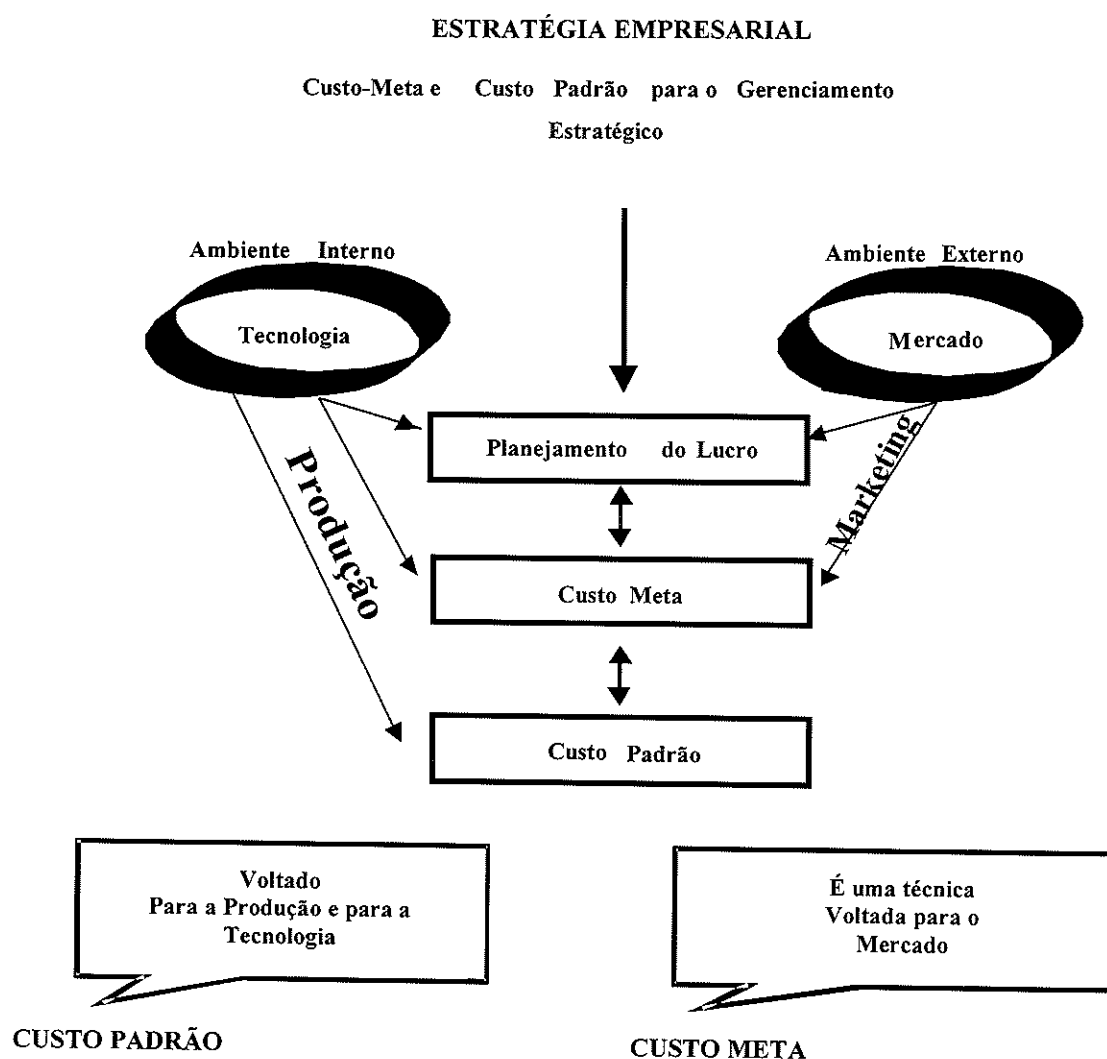 ESTRATÉGIA EMPRESARIAL
Custo-Meta e Custo Padrão para o Gerenciamento
Estratégico
Ambiente Interno
Ambiente Externo
Tecnologia
Mercado
Planejamento do Lucro
Produção
Marketing
Custo Meta
Custo Padrão
Voltado
Para a Produção e para a
Tecnologia
É uma técnica
Voltada para o
Mercado
CUSTO PADRÃO
CUSTO META